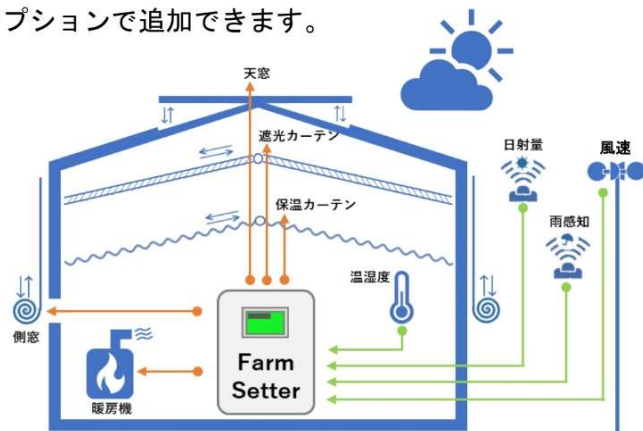 プションで追加できます。
天窓
遮光カーテン
日射量
風速
保温カーテン
雨感知
温湿度
側窓
Farm
Setter
暖房機